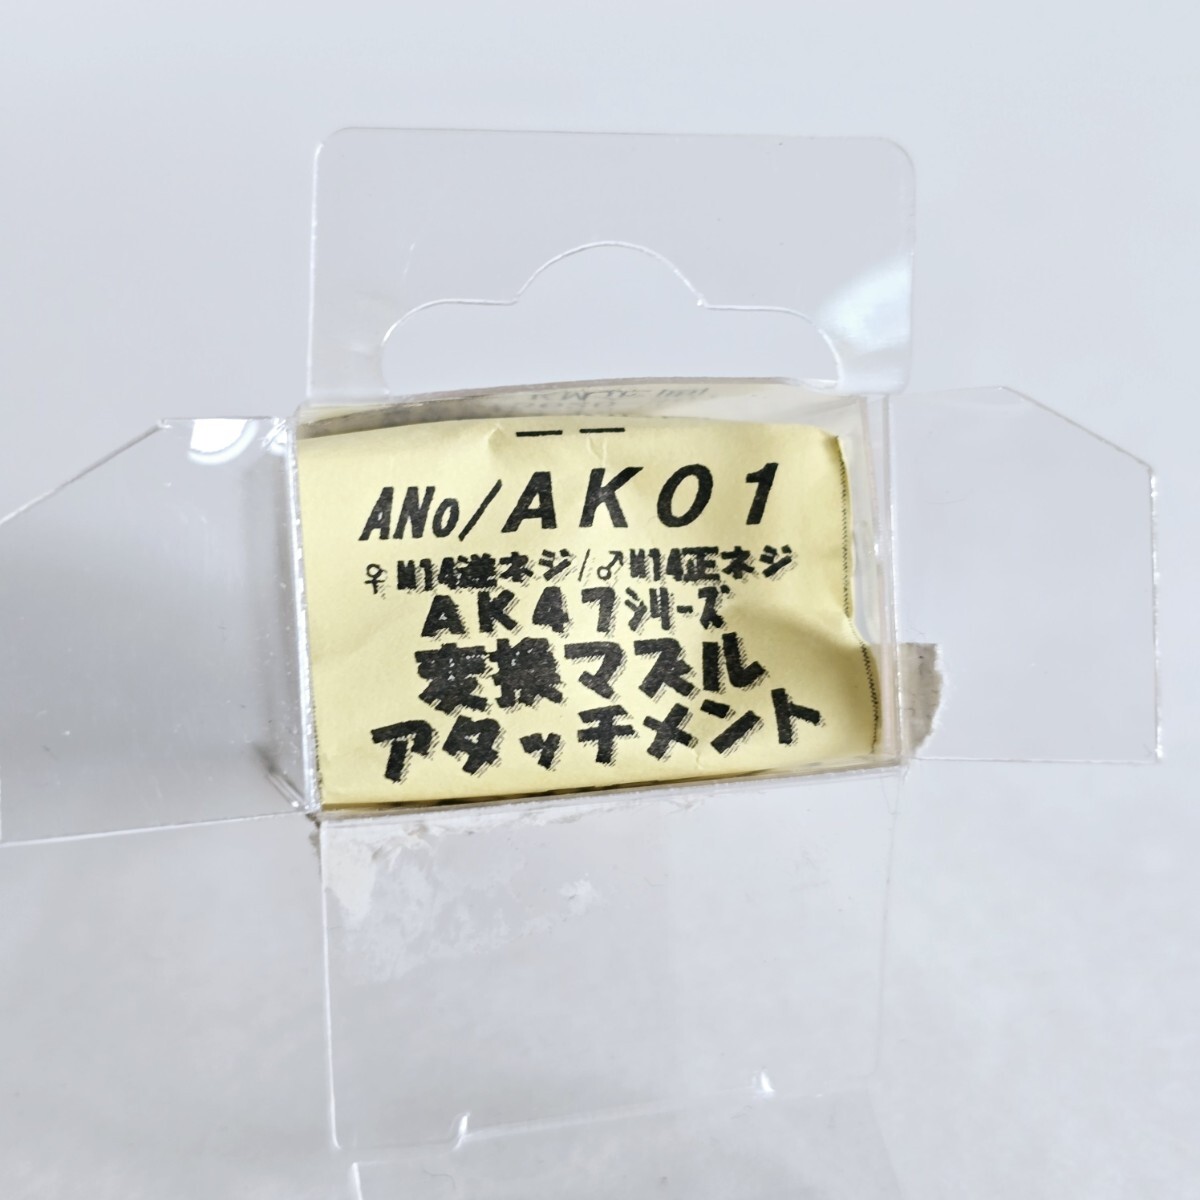 ANo/AK01
♀M14逆ネジ/♂M14正ネジ
AK47シリーズ
変換マズル
アタッチメント